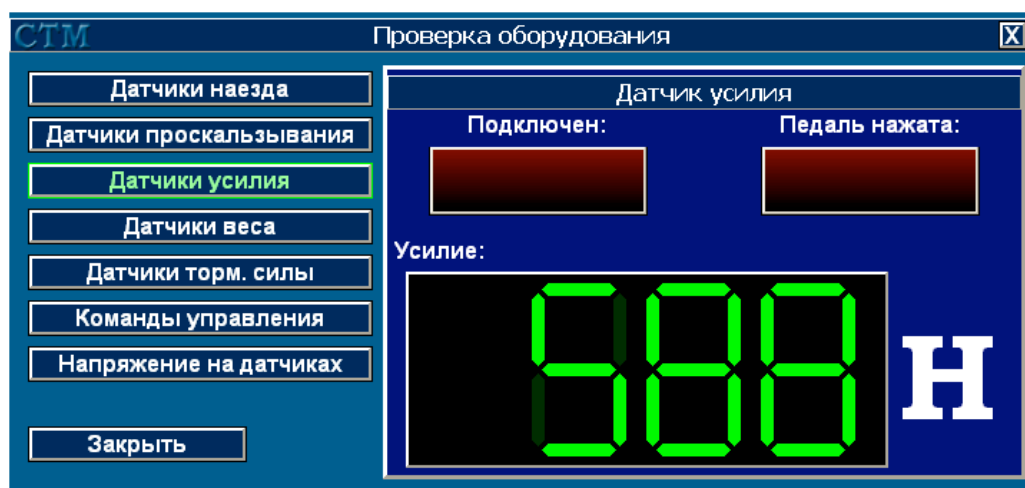 СТМ Проверка оборудования X
Датчики наезда
Датчики проскальзывания
Датчики усилия
Датчики веса
Датчики торм. силы
Команды управления
Напряжение на датчиках
Закрыть
Датчик усилия
Подключен: Педаль нажата:
Усилие:
588 Н